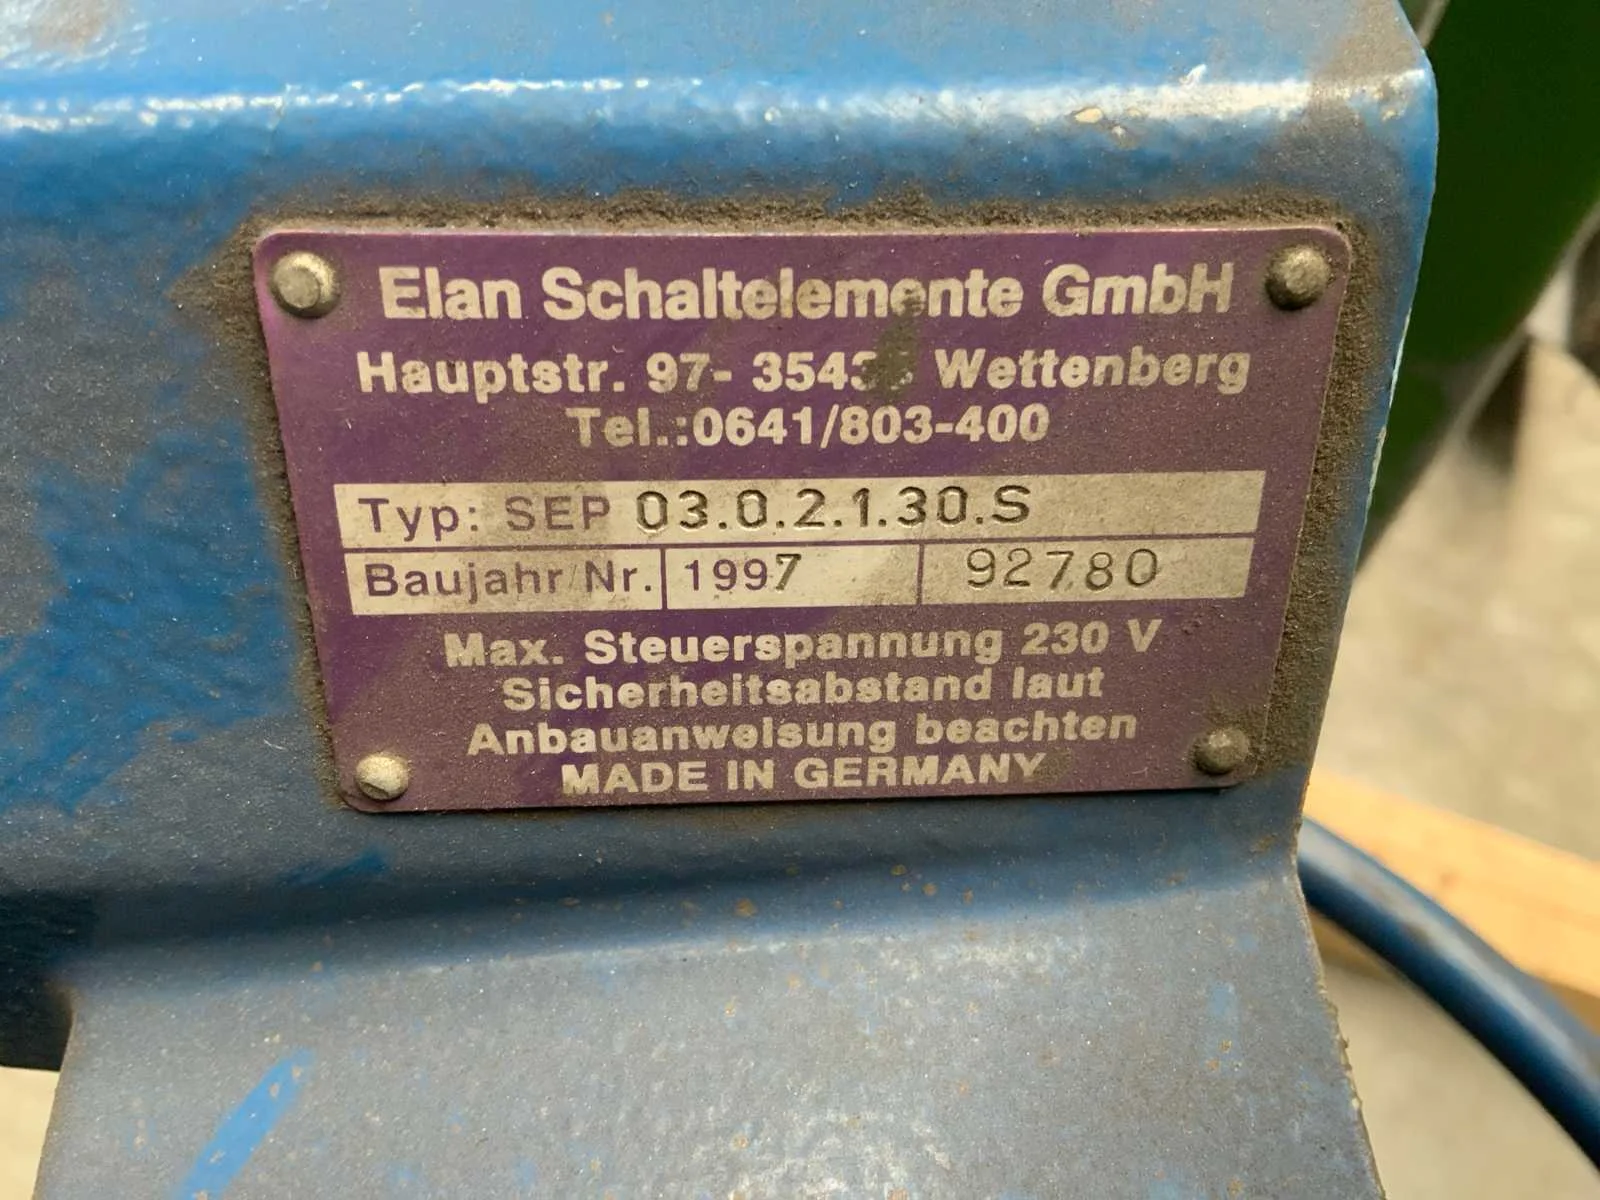 Elan Schaltelemente GmbH
Hauptstr. 97- Wettenberg
Tel.:0641/803-400
Typ: SEP 03.0.2.1.30.S
Baujahr/Nr. 1997 92780
Max. Steuerspannung 230 V
Sicherheitsabstand laut
Anbauanweisung beachten
MADE IN GERMANY